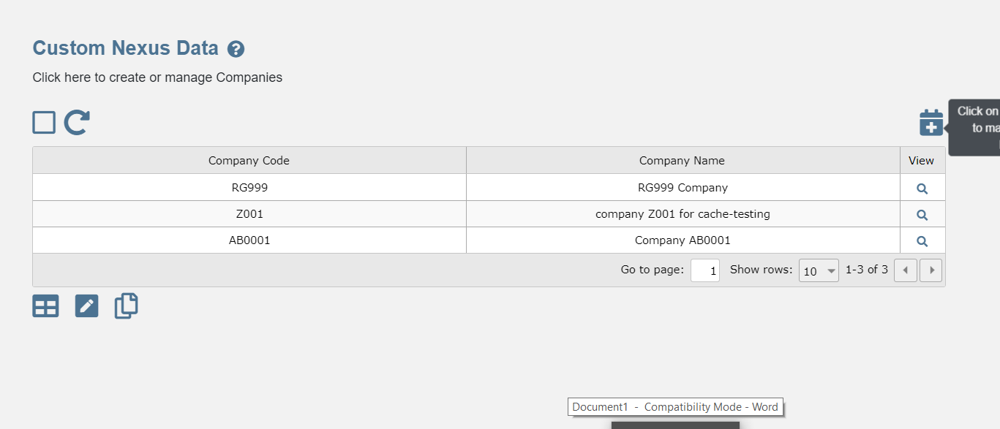 Custom Nexus Data
Click here to create or manage Companies
Click on
to ma
Company Code Company Name View
RG999 RG999 Company
Z001 company Z001 for cache-testing
AB0001 Company AB0001
Go to page: 1 Show rows: 10 1-3 of 3
Document1 - Compatibility Mode - Word